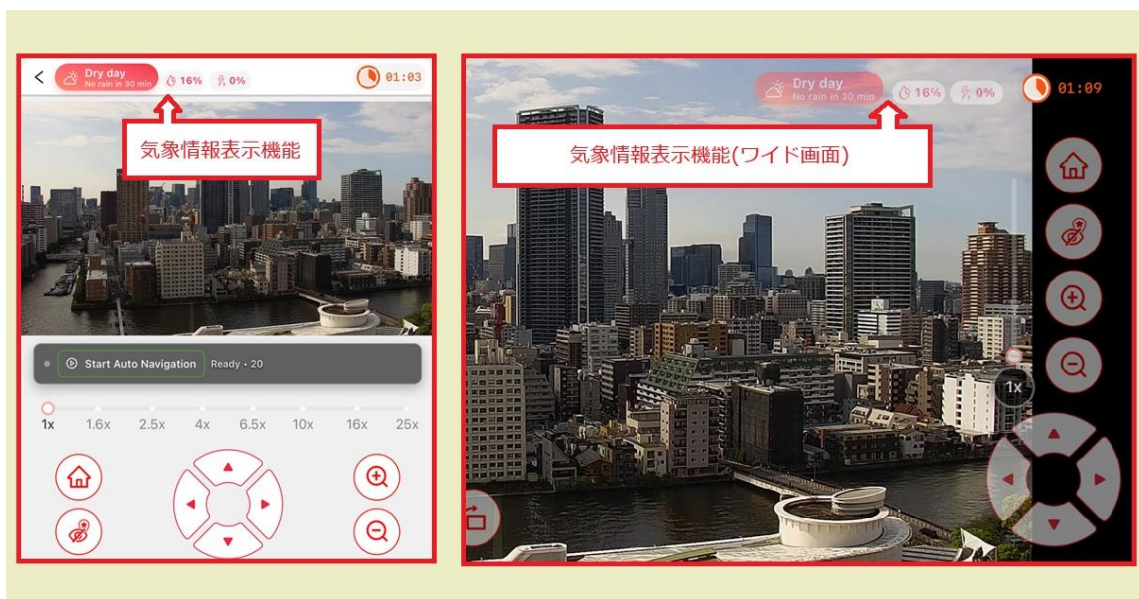 Dry day
No rain in 30 min
16%
0%
01:03
気象情報表示機能
Start Auto Navigation
Ready • 20
1x
1.6x
2.5x
4x
6.5x
10x
16x
25x
Dry day
No rain in 30 min
16%
0%
01:09
気象情報表示機能(ワイド画面)
1x